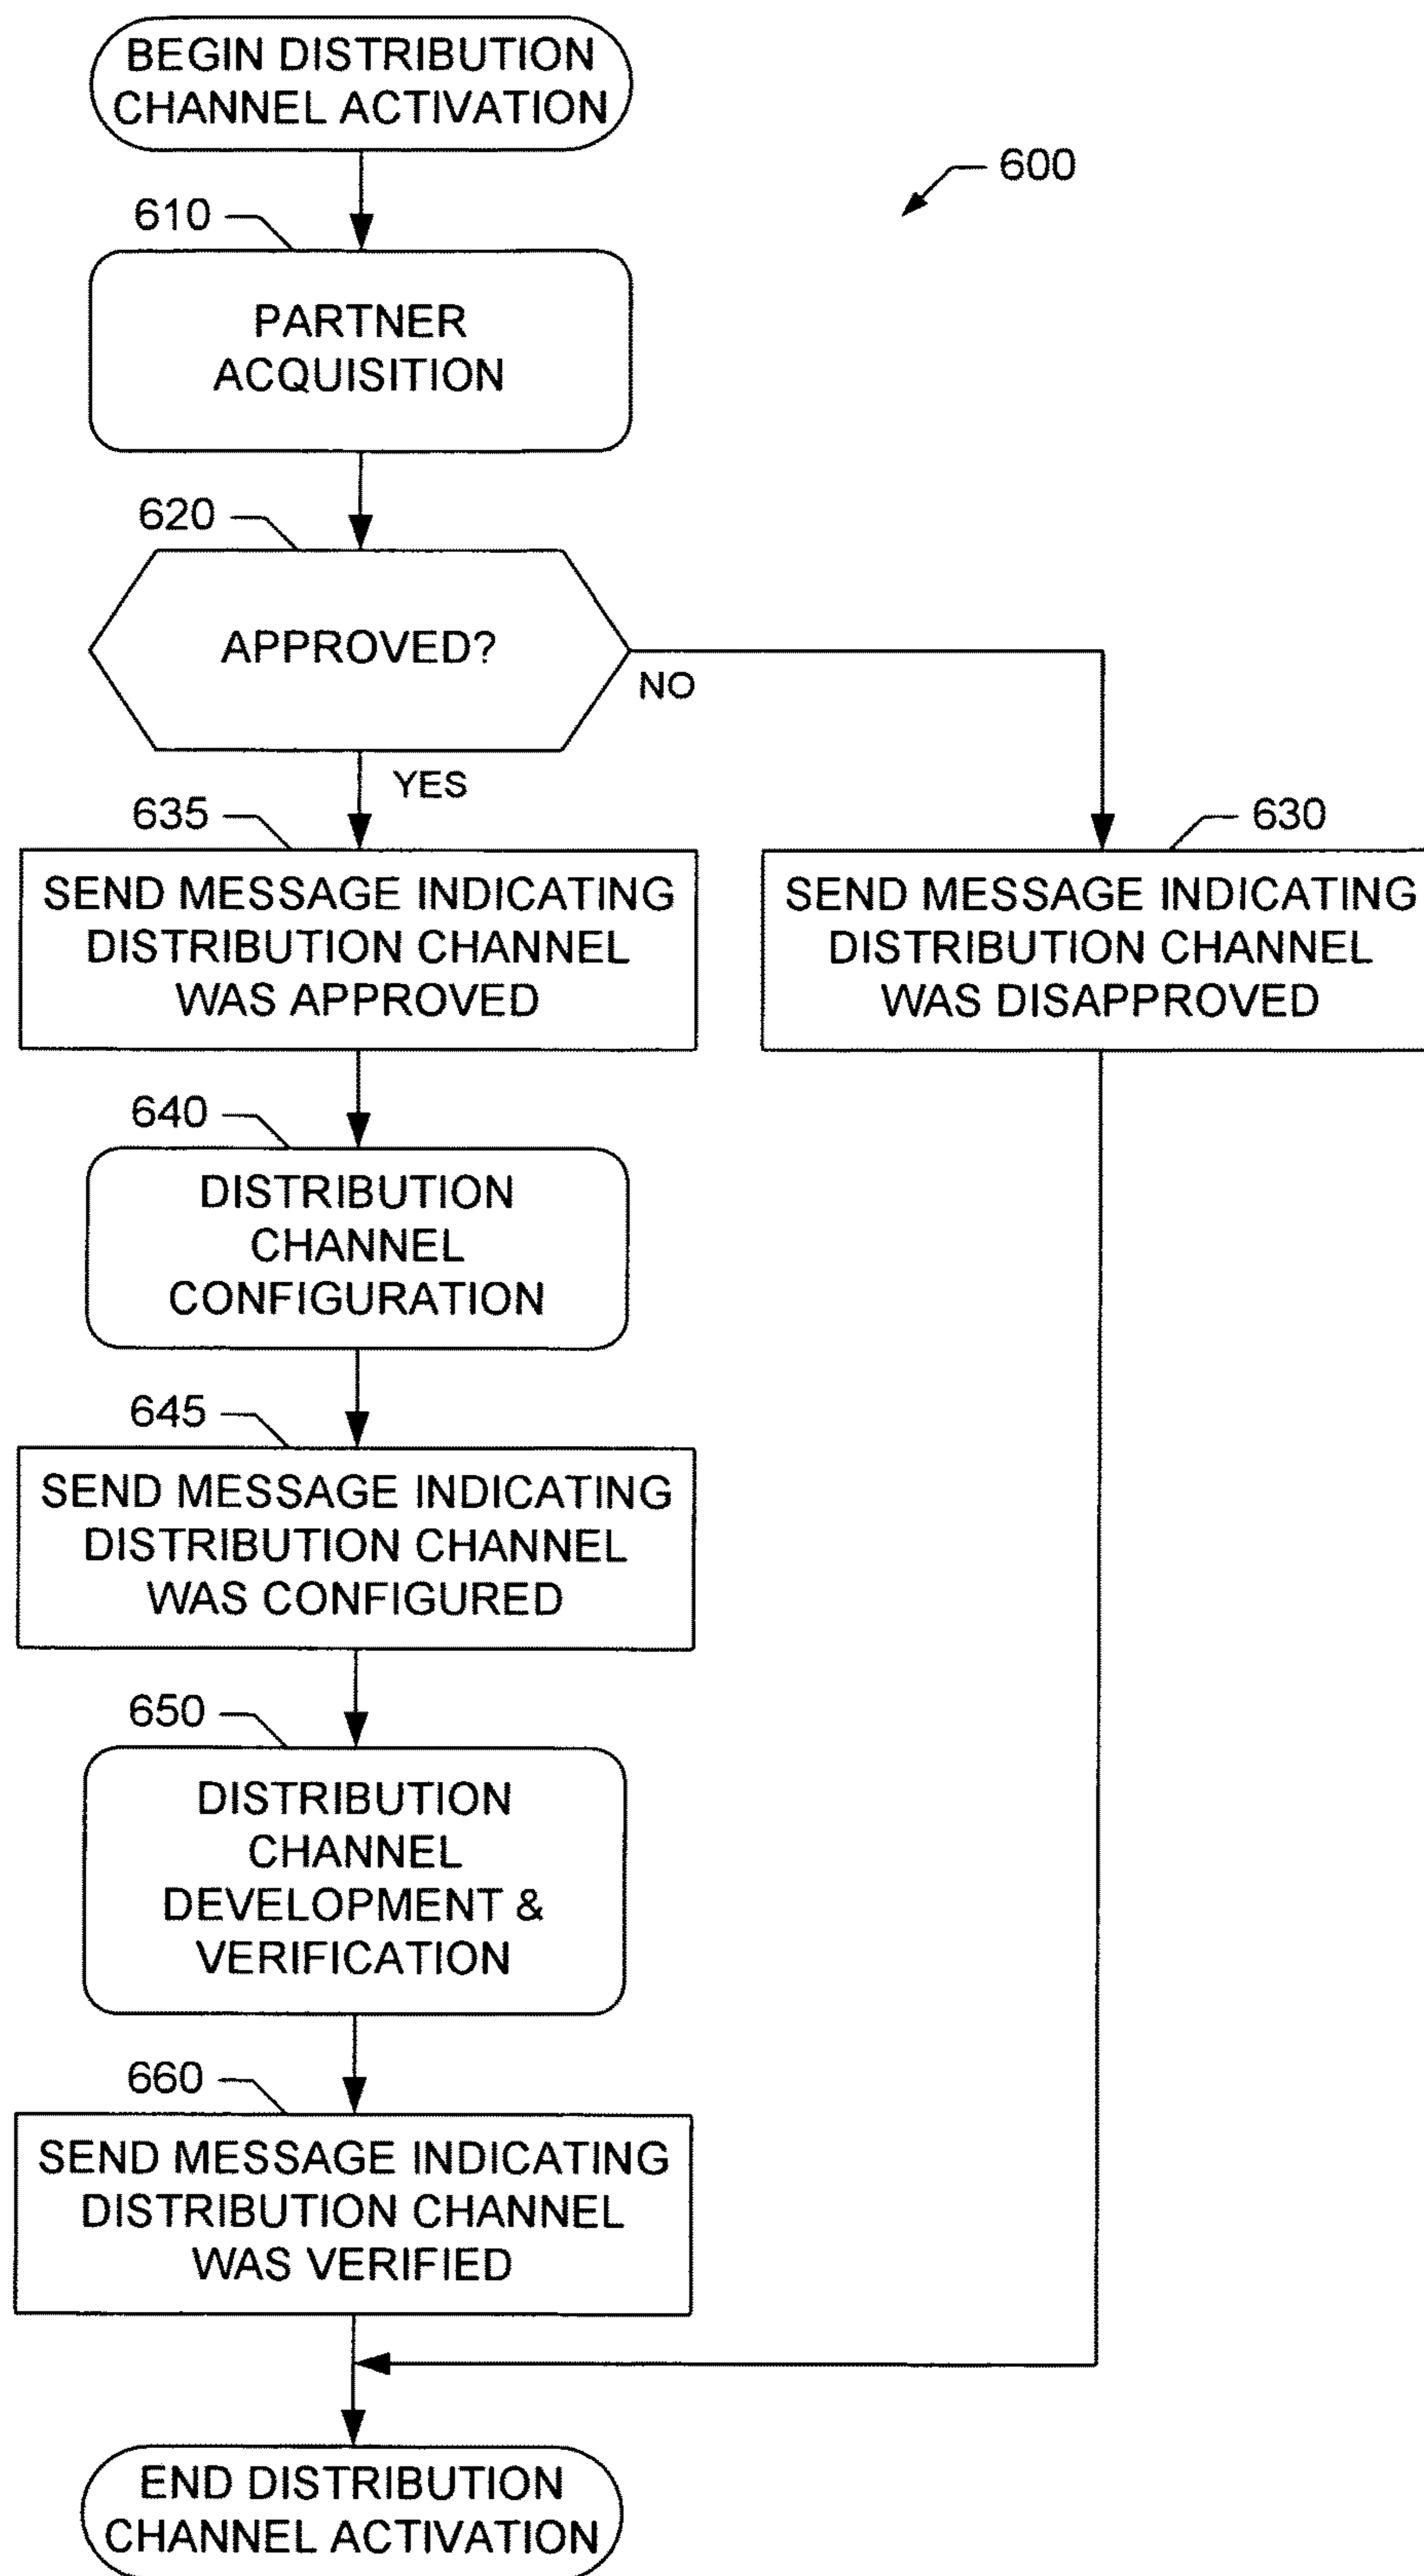 BEGIN DISTRIBUTION
CHANNEL ACTIVATION
600
610
PARTNER
ACQUISITION
620
APPROVED?
NO
YES
635
SEND MESSAGE INDICATING
DISTRIBUTION CHANNEL
WAS APPROVED
630
SEND MESSAGE INDICATING
DISTRIBUTION CHANNEL
WAS DISAPPROVED
640
DISTRIBUTION
CHANNEL
CONFIGURATION
645
SEND MESSAGE INDICATING
DISTRIBUTION CHANNEL
WAS CONFIGURED
650
DISTRIBUTION
CHANNEL
DEVELOPMENT &
VERIFICATION
660
SEND MESSAGE INDICATING
DISTRIBUTION CHANNEL
WAS VERIFIED
END DISTRIBUTION
CHANNEL ACTIVATION